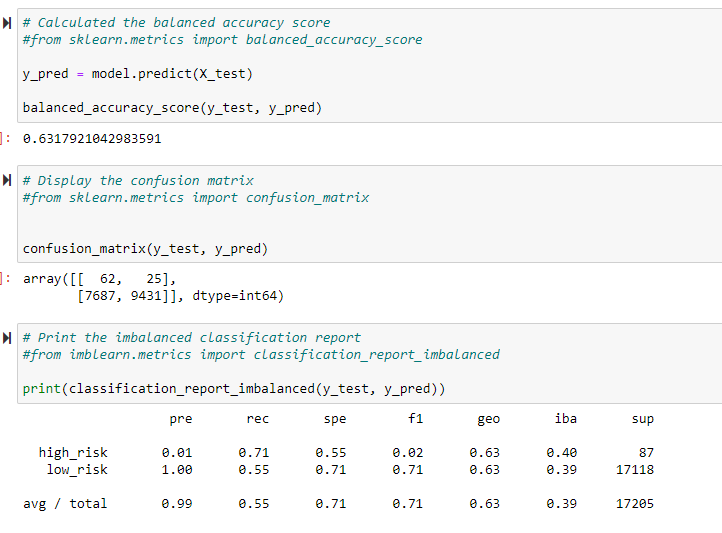 # Calculated the balanced accuracy score
#from sklearn.metrics import balanced_accuracy_score
y_pred = model.predict(X_test)
balanced_accuracy_score(y_test, y_pred)
]: 0.6317921042983591
# Display the confusion matrix
#from sklearn.metrics import confusion_matrix
confusion_matrix(y_test, y_pred)
]: array([[  62,   25],
       [7687, 9431]], dtype=int64)
# Print the imbalanced classification report
#from imblearn.metrics import classification_report_imbalanced
print(classification_report_imbalanced(y_test, y_pred))
pre rec spe f1 geo iba sup
high_risk 0.01 0.71 0.55 0.02 0.63 0.40 87
low_risk 1.00 0.55 0.71 0.71 0.63 0.39 17118
avg / total 0.99 0.55 0.71 0.71 0.63 0.39 17205